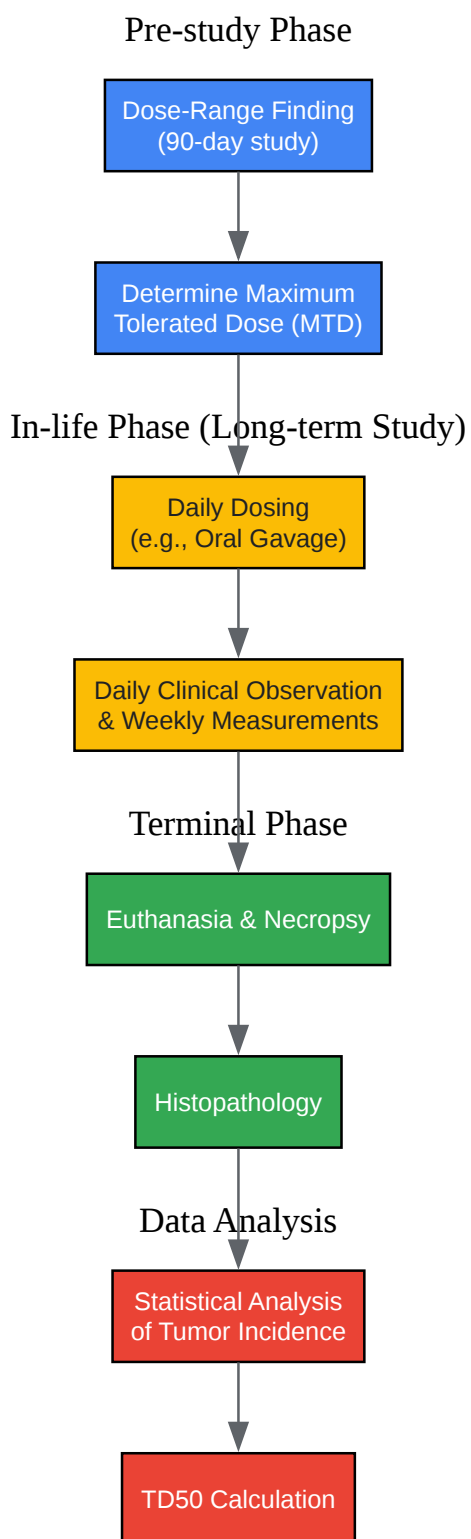 Pre-study Phase
Dose-Range Finding
(90-day study)
Determine Maximum
Tolerated Dose (MTD)
In-life Phase (Long-term Study)
Daily Dosing
(e.g., Oral Gavage)
Daily Clinical Observation
& Weekly Measurements
Terminal Phase
Euthanasia & Necropsy
Histopathology
Data Analysis
Statistical Analysis
of Tumor Incidence
TD50 Calculation